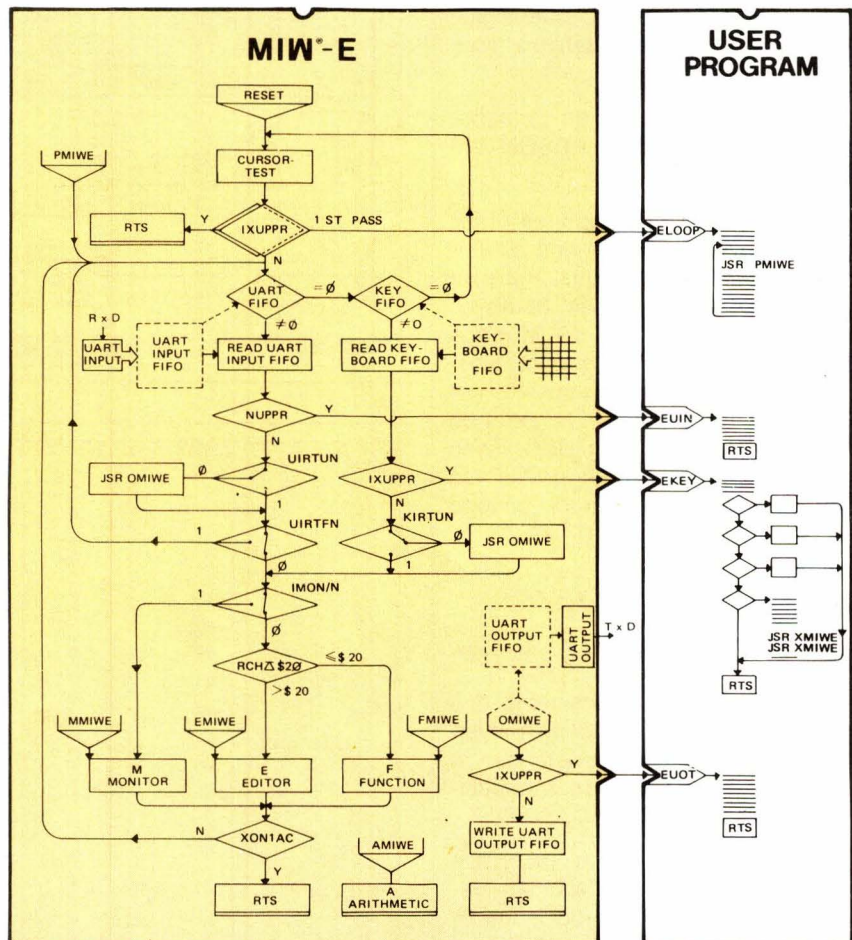 MIW®-E
USER
PROGRAM
RESET
PMIWE
CURSOR-
TEST
RTS
Y
IXUPPR
1 ST PASS
ELOOP
JSR PMIWE
N
UART
FIFO
=Ø
KEY
FIFO
=Ø
≠Ø
≠O
R x D
UART
INPUT
UART
INPUT
FIFO
READ UART
INPUT FIFO
READ KEY-
BOARD FIFO
KEY-
BOARD
FIFO
NUPPR
Y
EUIN
RTS
N
UIRTUN
JSR OMIWE
Ø
IXUPPR
Y
EKEY
1
N
UIRTFN
KIRTUN
1
Ø
JSR OMIWE
Ø
1
1
IMON/N
Ø
UART
OUTPUT
FIFO
UART
OUTPUT
T x D
JSR XMIWE
JSR XMIWE
RTS
RCH△$2Ø
≤$ 20
>$ 20
MMIWE
EMIWE
FMIWE
OMIWE
M
MONITOR
E
EDITOR
F
FUNCTION
IXUPPR
Y
EUOT
RTS
N
N
XON1AC
AMIWE
WRITE UART
OUTPUT FIFO
Y
RTS
A
ARITHMETIC
RTS